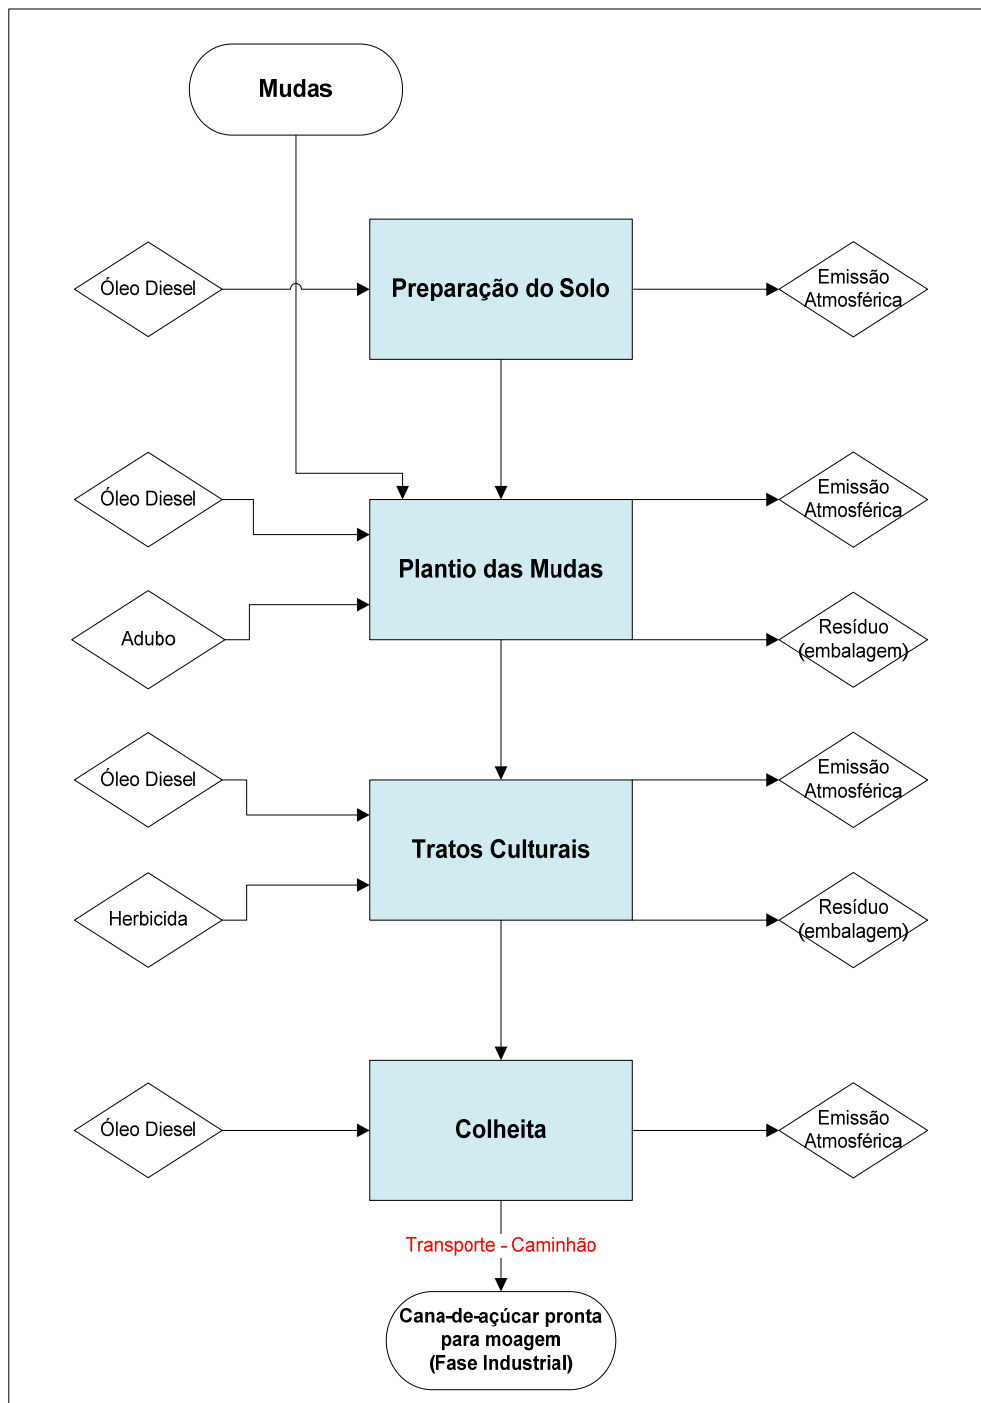 Mudas
Óleo Diesel
Preparação do Solo
Emissão
Atmosférica
Óleo Diesel
Emissão
Atmosférica
Plantio das Mudas
Adubo
Resíduo
(embalagem)
Óleo Diesel
Emissão
Atmosférica
Tratos Culturais
Herbicida
Resíduo
(embalagem)
Óleo Diesel
Colheita
Emissão
Atmosférica
Transporte - Caminhão
Cana-de-açúcar pronta
para moagem
(Fase Industrial)